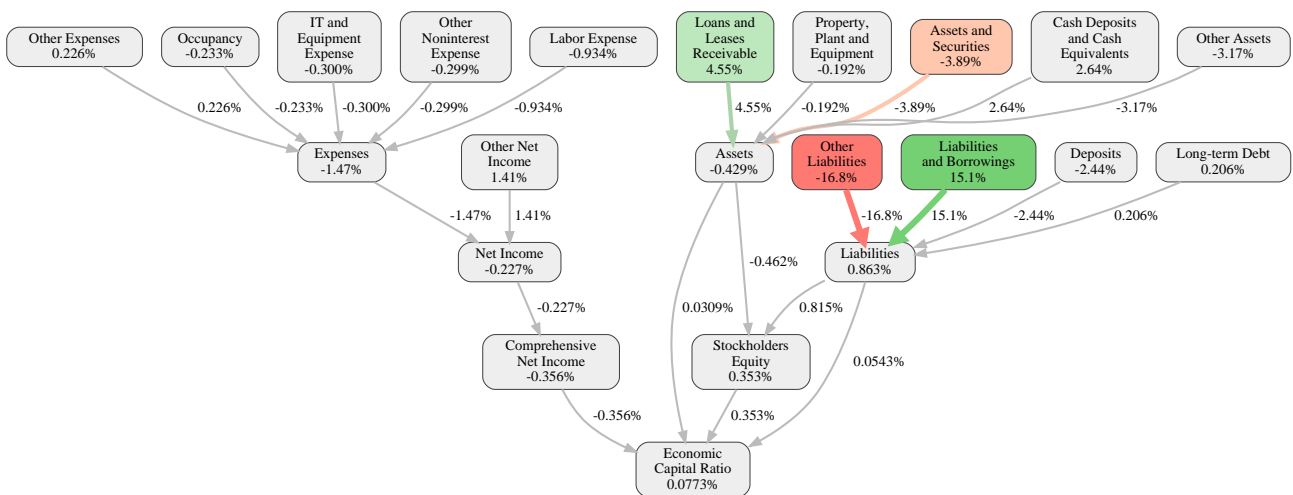 Other Expenses
0.226%
Occupancy
-0.233%
IT and
Equipment
Expense
-0.300%
Other
Noninterest
Expense
-0.299%
Labor Expense
-0.934%
Loans and
Leases
Receivable
4.55%
Property,
Plant and
Equipment
-0.192%
Assets and
Securities
-3.89%
Cash Deposits
and Cash
Equivalents
2.64%
Other Assets
-3.17%
0.226%
-0.233%
-0.300%
-0.299%
-0.934%
4.55%
-0.192%
-3.89%
2.64%
-3.17%
Expenses
-1.47%
Other Net
Income
1.41%
Assets
-0.429%
Other
Liabilities
-16.8%
Liabilities
and Borrowings
15.1%
Deposits
-2.44%
Long-term Debt
0.206%
-1.47%
1.41%
-16.8%
15.1%
-2.44%
0.206%
Net Income
-0.227%
-0.462%
Liabilities
0.863%
-0.227%
0.0309%
0.815%
Comprehensive
Net Income
-0.356%
Stockholders
Equity
0.353%
0.0543%
-0.356%
0.353%
Economic
Capital Ratio
0.0773%